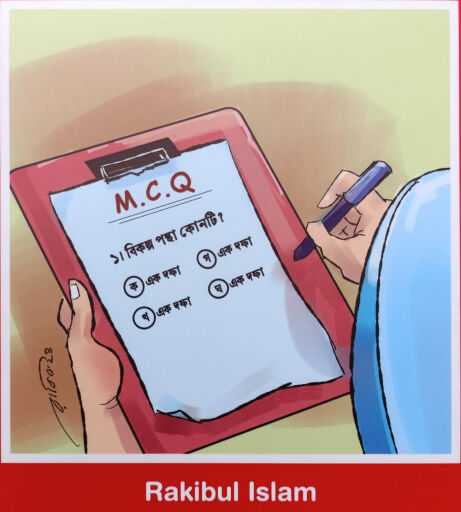 M.C.Q
১। বিকল্প পন্থা কোনটি?
ক এক দফা গ এক দফা
খ এক দফা ঘ এক দফা
Rakibul Islam